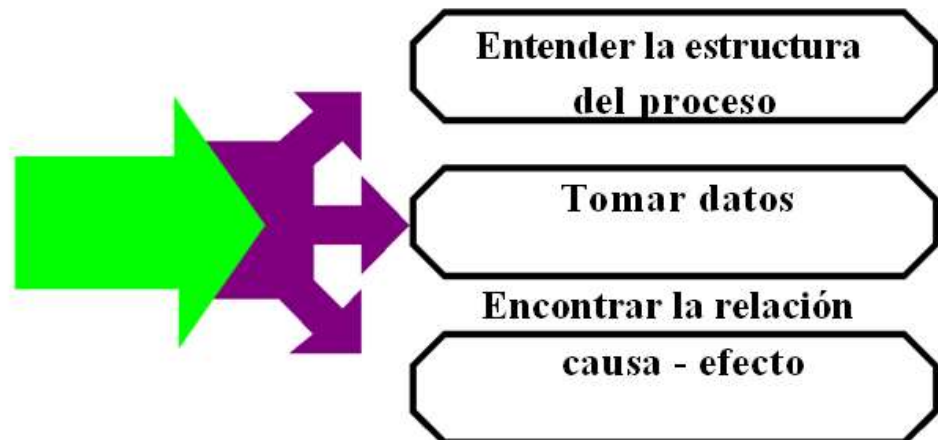 Entender la estructura
del proceso
Tomar datos
Encontrar la relación
causa - efecto